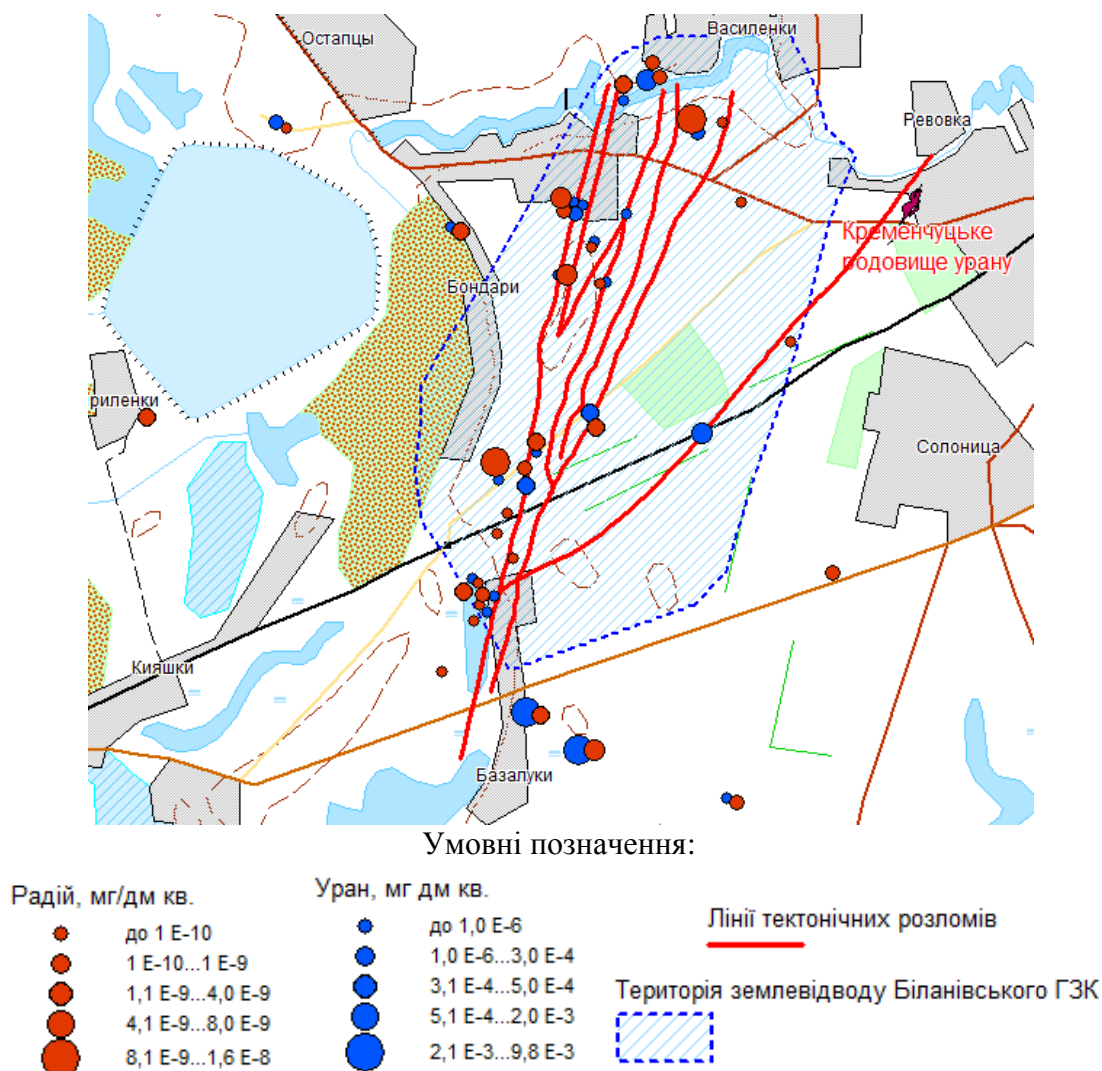 Остапцы
Василенки
Ревовка
Кременчуцьке
родовище урану
Бондари
риленки
Солоница
Кияшки
Базалуки
Умовні позначення:
Радій, мг/дм кв.
до 1 Е-10
1 Е-10...1 Е-9
1,1 Е-9...4,0 Е-9
4,1 Е-9...8,0 Е-9
8,1 Е-9...1,6 Е-8
Уран, мг дм кв.
до 1,0 Е-6
1,0 Е-6...3,0 Е-4
3,1 Е-4...5,0 Е-4
5,1 Е-4...2,0 Е-3
2,1 Е-3...9,8 Е-3
Лінії тектонічних розломів
Територія землевідводу Біланівського ГЗК